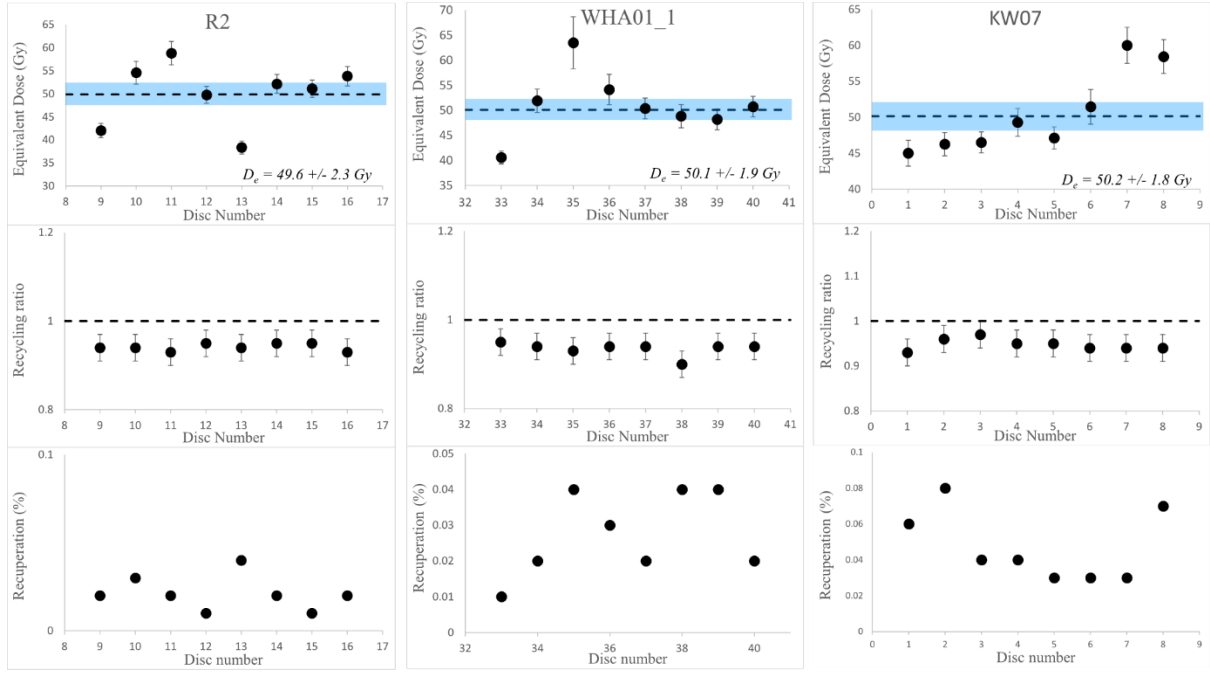 R2
Equivalent Dose (Gy)
65
60
55
50
45
40
35
30
D_e = 49.6 +/- 2.3 Gy
8 9 10 11 12 13 14 15 16 17
Disc Number
WHA01_1
Equivalent Dose (Gy)
70
65
60
55
50
45
40
35
D_e = 50.1 +/- 1.9 Gy
32 33 34 35 36 37 38 39 40 41
Disc Number
KW07
Equivalent Dose (Gy)
65
60
55
50
45
40
D_e = 50.2 +/- 1.8 Gy
0 1 2 3 4 5 6 7 8 9
Disc Number
Recycling ratio
1.2
1
0.8
8 9 10 11 12 13 14 15 16 17
Disc Number
Recycling ratio
1.2
1
0.8
32 33 34 35 36 37 38 39 40 41
Disc Number
Recycling ratio
1.2
1.1
1
0.9
0.8
0 1 2 3 4 5 6 7 8 9
Disc Number
Recuperation (%)
0.1
0
8 9 10 11 12 13 14 15 16 17
Disc number
Recuperation (%)
0.05
0.04
0.03
0.02
0.01
0
34 36 38 40
Disc number
Recuperation (%)
0.1
0.08
0.06
0.04
0.02
0
0 1 2 3 4 5 6 7 8 9
Disc number